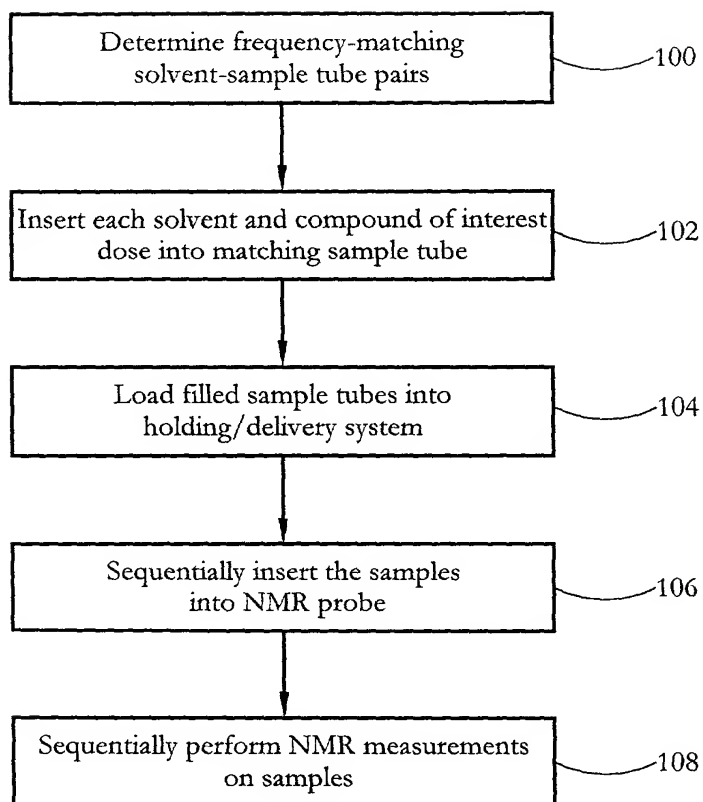 Determine frequency-matching
solvent-sample tube pairs
100
Insert each solvent and compound of interest
dose into matching sample tube
102
Load filled sample tubes into
holding/delivery system
104
Sequentially insert the samples
into NMR probe
106
Sequentially perform NMR measurements
on samples
108